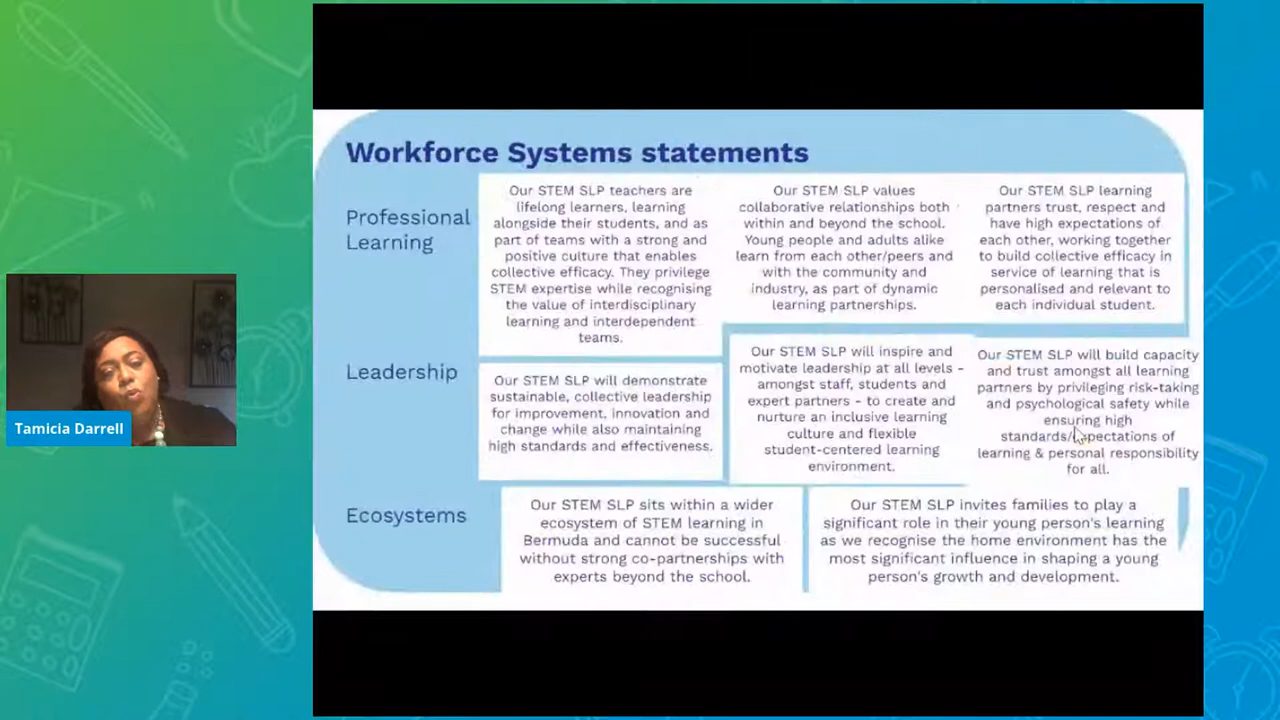 Workforce Systems statements
Professional
Learning
Our STEM SLP teachers are
lifelong learners, learning
alongside their students, and as
part of teams with a strong and
positive culture that enables
collective efficacy. They privilege
STEM expertise while recognising
the value of interdisciplinary
learning and interdependent
teams.
Our STEM SLP values
collaborative relationships both
within and beyond the school.
Young people and adults alike
learn from each other/peers and
with the community and
industry, as part of dynamic
learning partnerships.
Our STEM SLP learning
partners trust, respect and
have high expectations of
each other, working together
to build collective efficacy in
service of learning that is
personalised and relevant to
each individual student.
Leadership
Our STEM SLP will demonstrate
sustainable, collective leadership
for improvement, innovation and
change while also maintaining
high standards and effectiveness.
Our STEM SLP will inspire and
motivate leadership at all levels -
amongst staff, students and
expert partners - to create and
nurture an inclusive learning
culture and flexible
student-centered learning
environment.
Our STEM SLP will build capacity
and trust amongst all learning
partners by privileging risk-taking
and psychological safety while
ensuring high
standards/expectations of
learning & personal responsibility
for all.
Ecosystems
Our STEM SLP sits within a wider
ecosystem of STEM learning in
Bermuda and cannot be successful
without strong co-partnerships with
experts beyond the school.
Our STEM SLP invites families to play a
significant role in their young person's learning
as we recognise the home environment has the
most significant influence in shaping a young
person's growth and development.
Tamicia Darrell